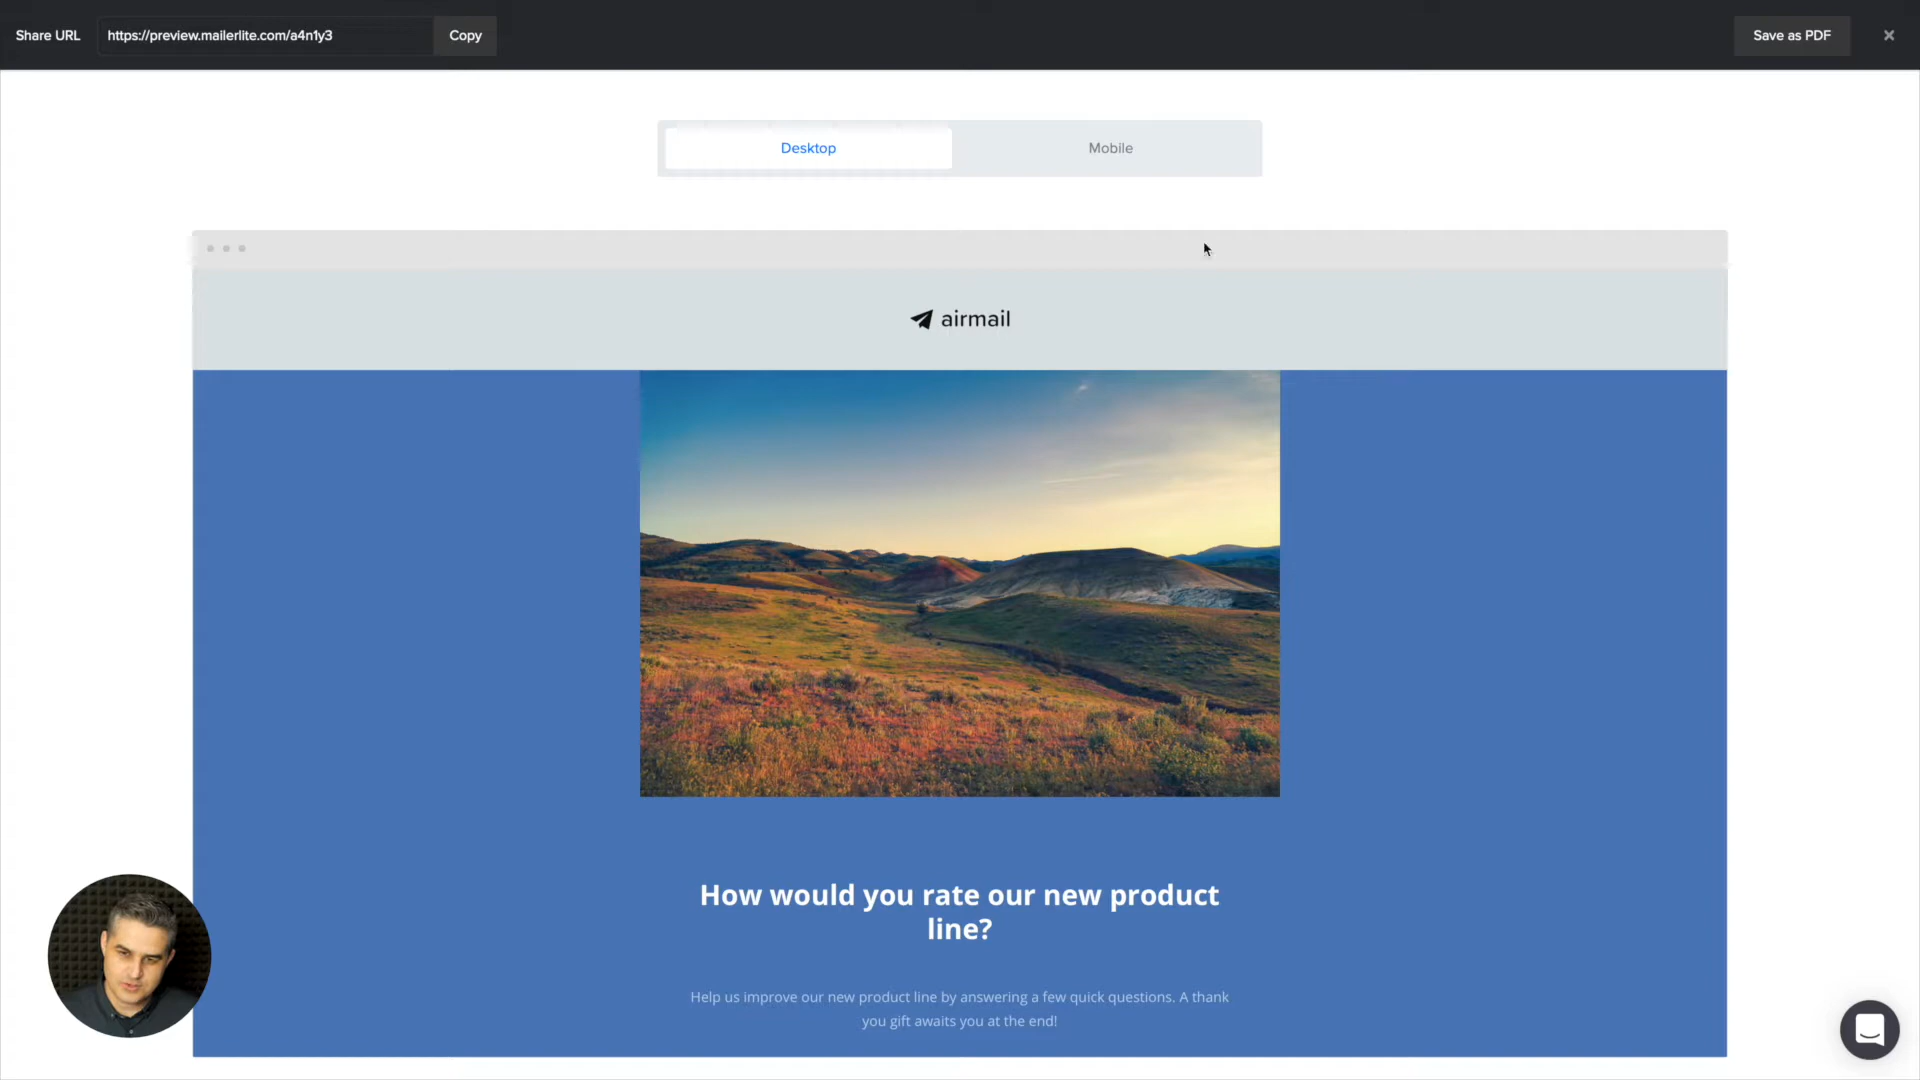 Share URL
https://preview.mailerlite.com/a4n1y3
Copy
Save as PDF
Desktop
Mobile
airmail
How would you rate our new product
line?
Help us improve our new product line by answering a few quick questions. A thank
you gift awaits you at the end!